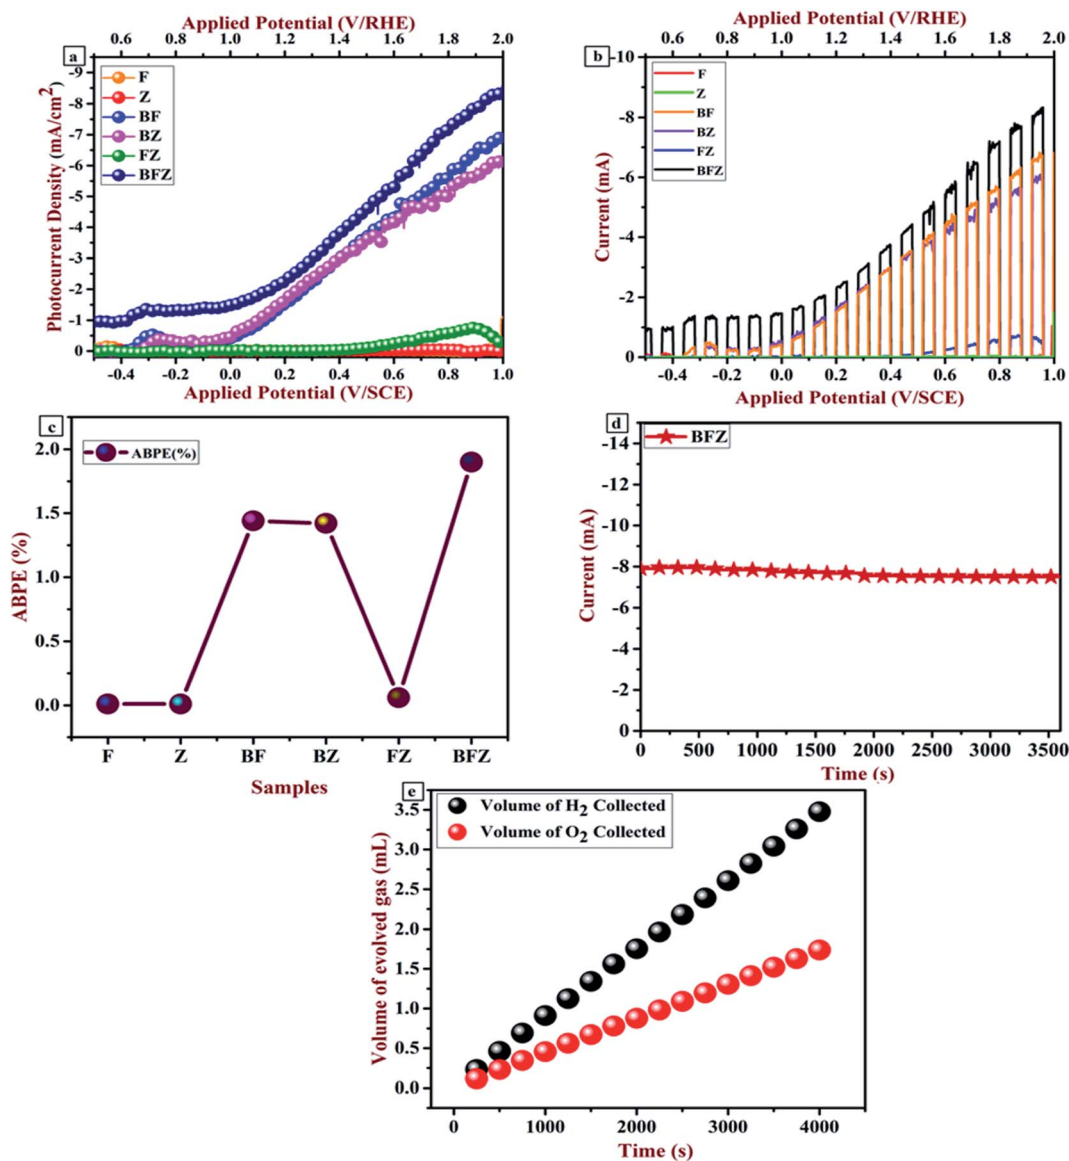 Applied Potential (V/RHE)
0.6 0.8 1.0 1.2 1.4 1.6 1.8 2.0
a
F
Z
BF
BZ
FZ
BFZ
Photocurrent Density (mA/cm²)
-9
-8
-7
-6
-5
-4
-3
-2
-1
0
-0.4 -0.2 0.0 0.2 0.4 0.6 0.8 1.0
Applied Potential (V/SCE)
Applied Potential (V/RHE)
0.6 0.8 1.0 1.2 1.4 1.6 1.8 2.0
b
F
Z
BF
BZ
FZ
BFZ
Current (mA)
-10
-8
-6
-4
-2
0
-0.4 -0.2 0.0 0.2 0.4 0.6 0.8 1.0
Applied Potential (V/SCE)
c
ABPE(%)
ABPE (%)
2.0
1.5
1.0
0.5
0.0
F Z BF BZ FZ BFZ
Samples
d
BFZ
Current (mA)
-14
-12
-10
-8
-6
-4
-2
0
0 500 1000 1500 2000 2500 3000 3500
Time (s)
e
Volume of H₂ Collected
Volume of O₂ Collected
Volume of evolved gas (mL)
3.5
3.0
2.5
2.0
1.5
1.0
0.5
0.0
0 1000 2000 3000 4000
Time (s)